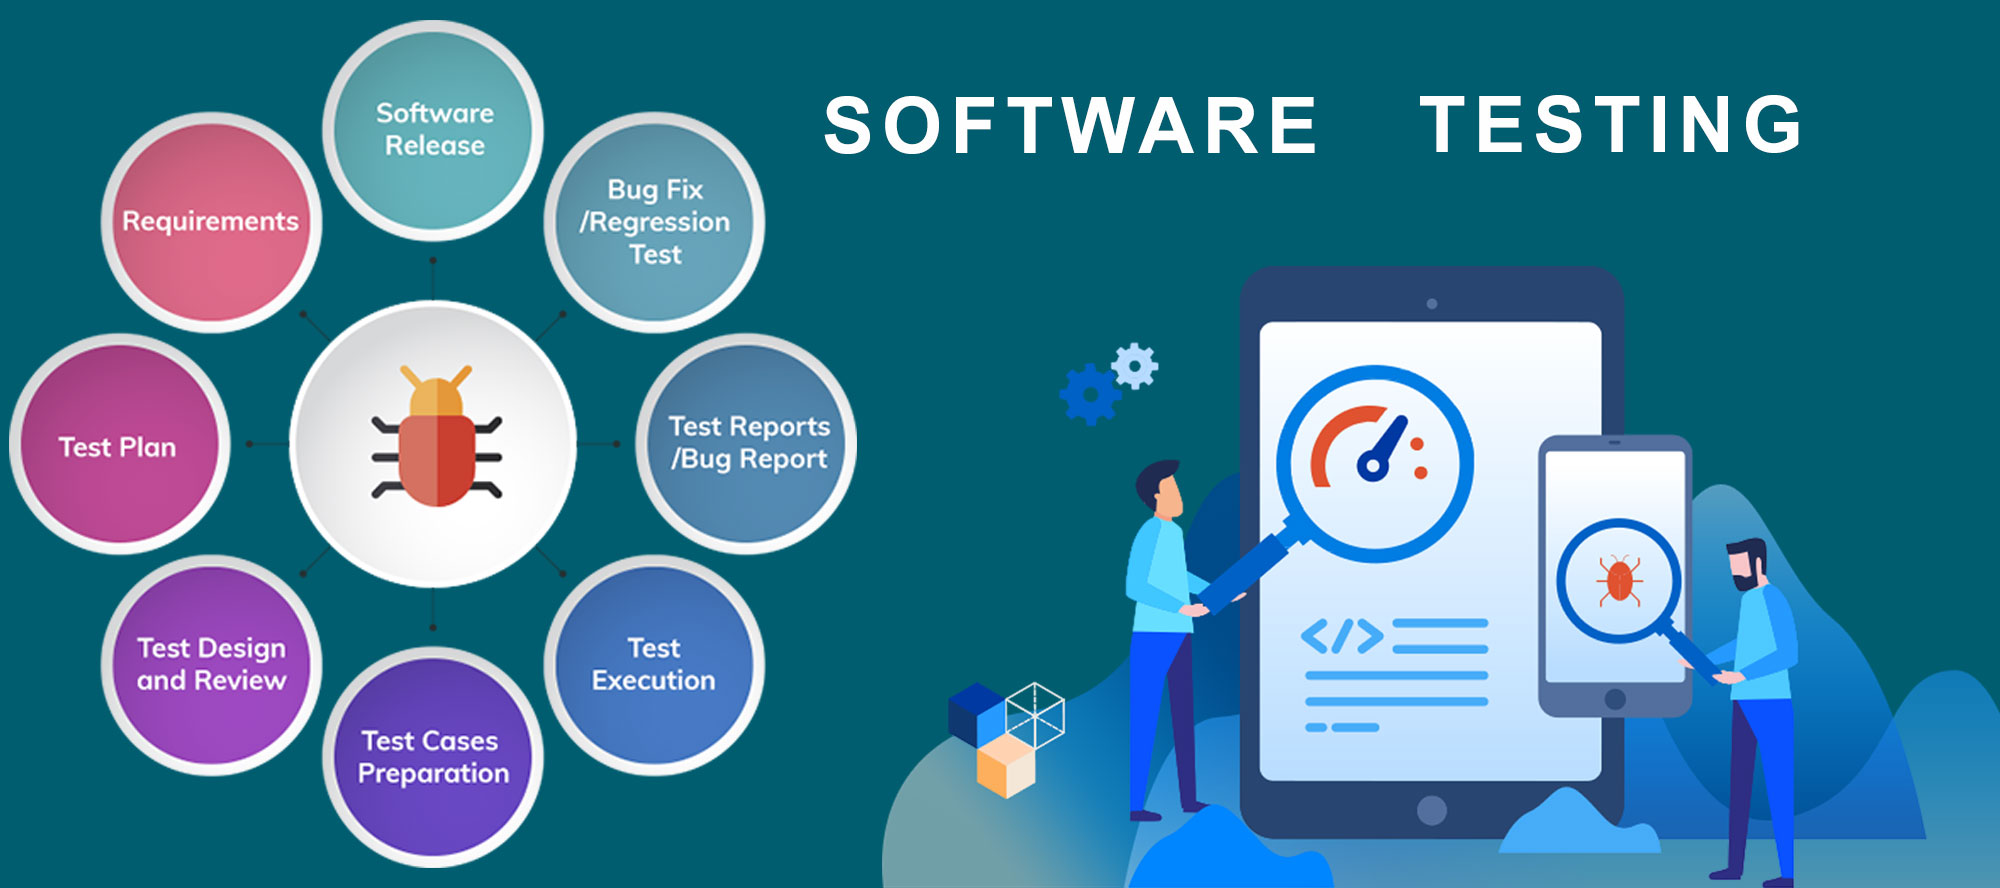 SOFTWARE TESTING
Software
Release
Bug Fix
/Regression
Test
Test Reports
/Bug Report
Test
Execution
Test Cases
Preparation
Test Design
and Review
Test Plan
Requirements
</>